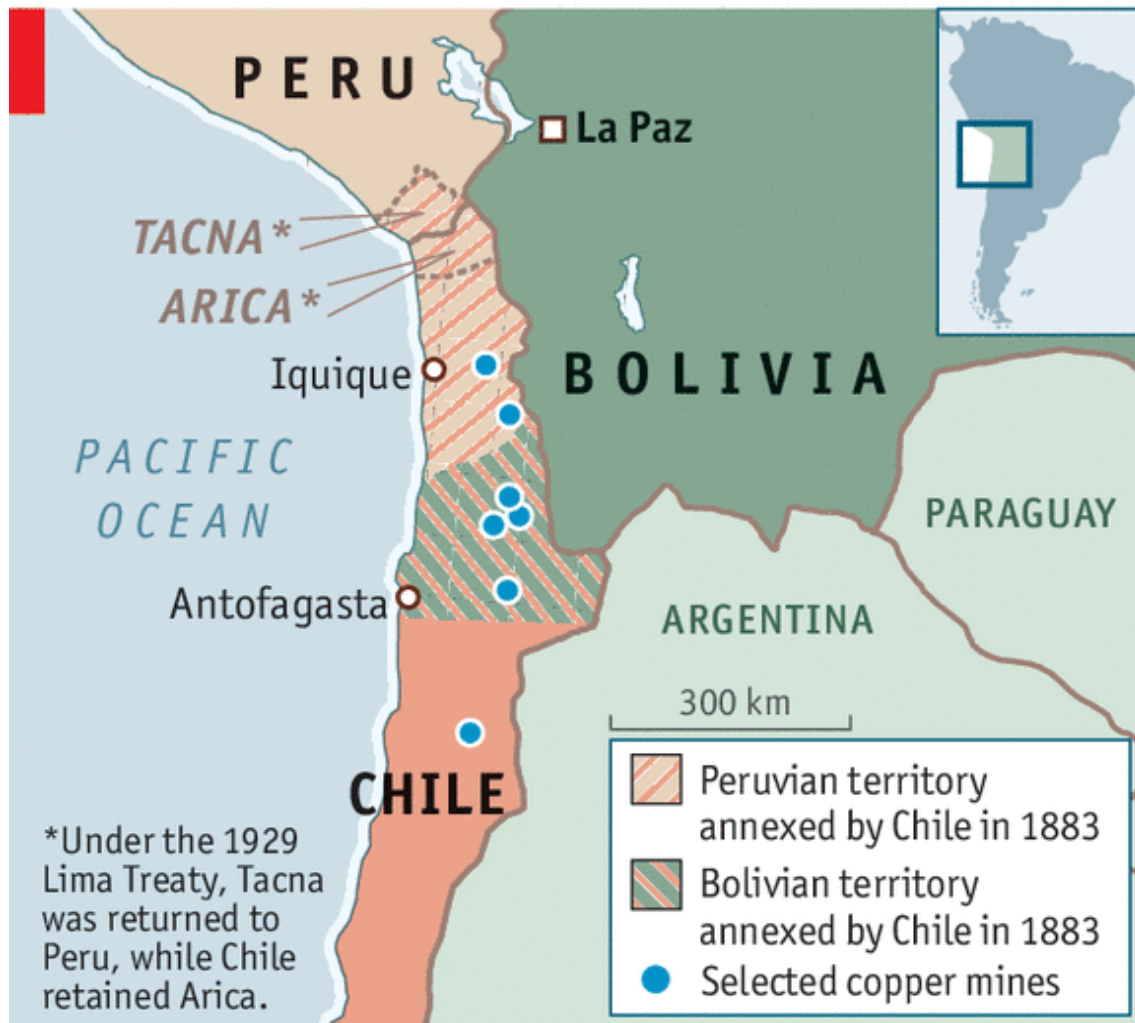 PERU
La Paz
TACNA*
ARICA*
Iquique
BOLIVIA
PACIFIC
OCEAN
PARAGUAY
Antofagasta
ARGENTINA
300 km
CHILE
*Under the 1929
Lima Treaty, Tacna
was returned to
Peru, while Chile
retained Arica.
Peruvian territory
annexed by Chile in 1883
Bolivian territory
annexed by Chile in 1883
Selected copper mines